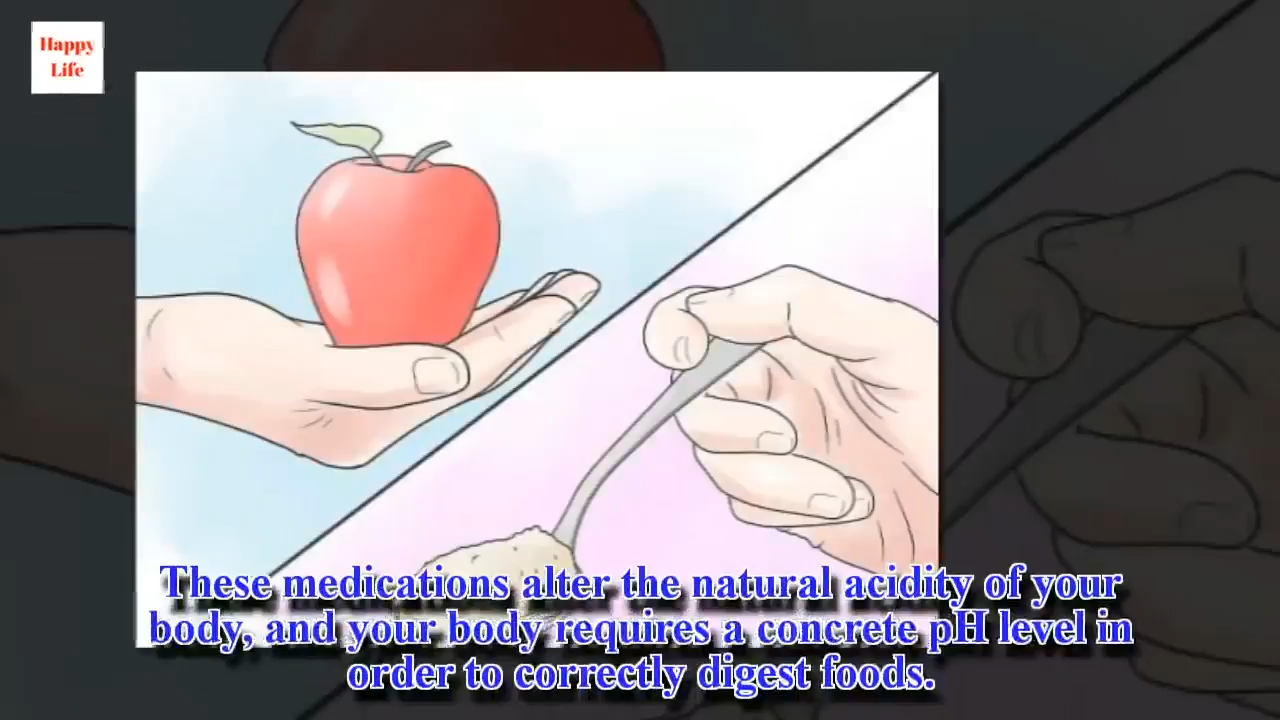 Happy
Life
These medications alter the natural acidity of your
body, and your body requires a concrete pH level in
order to correctly digest foods.